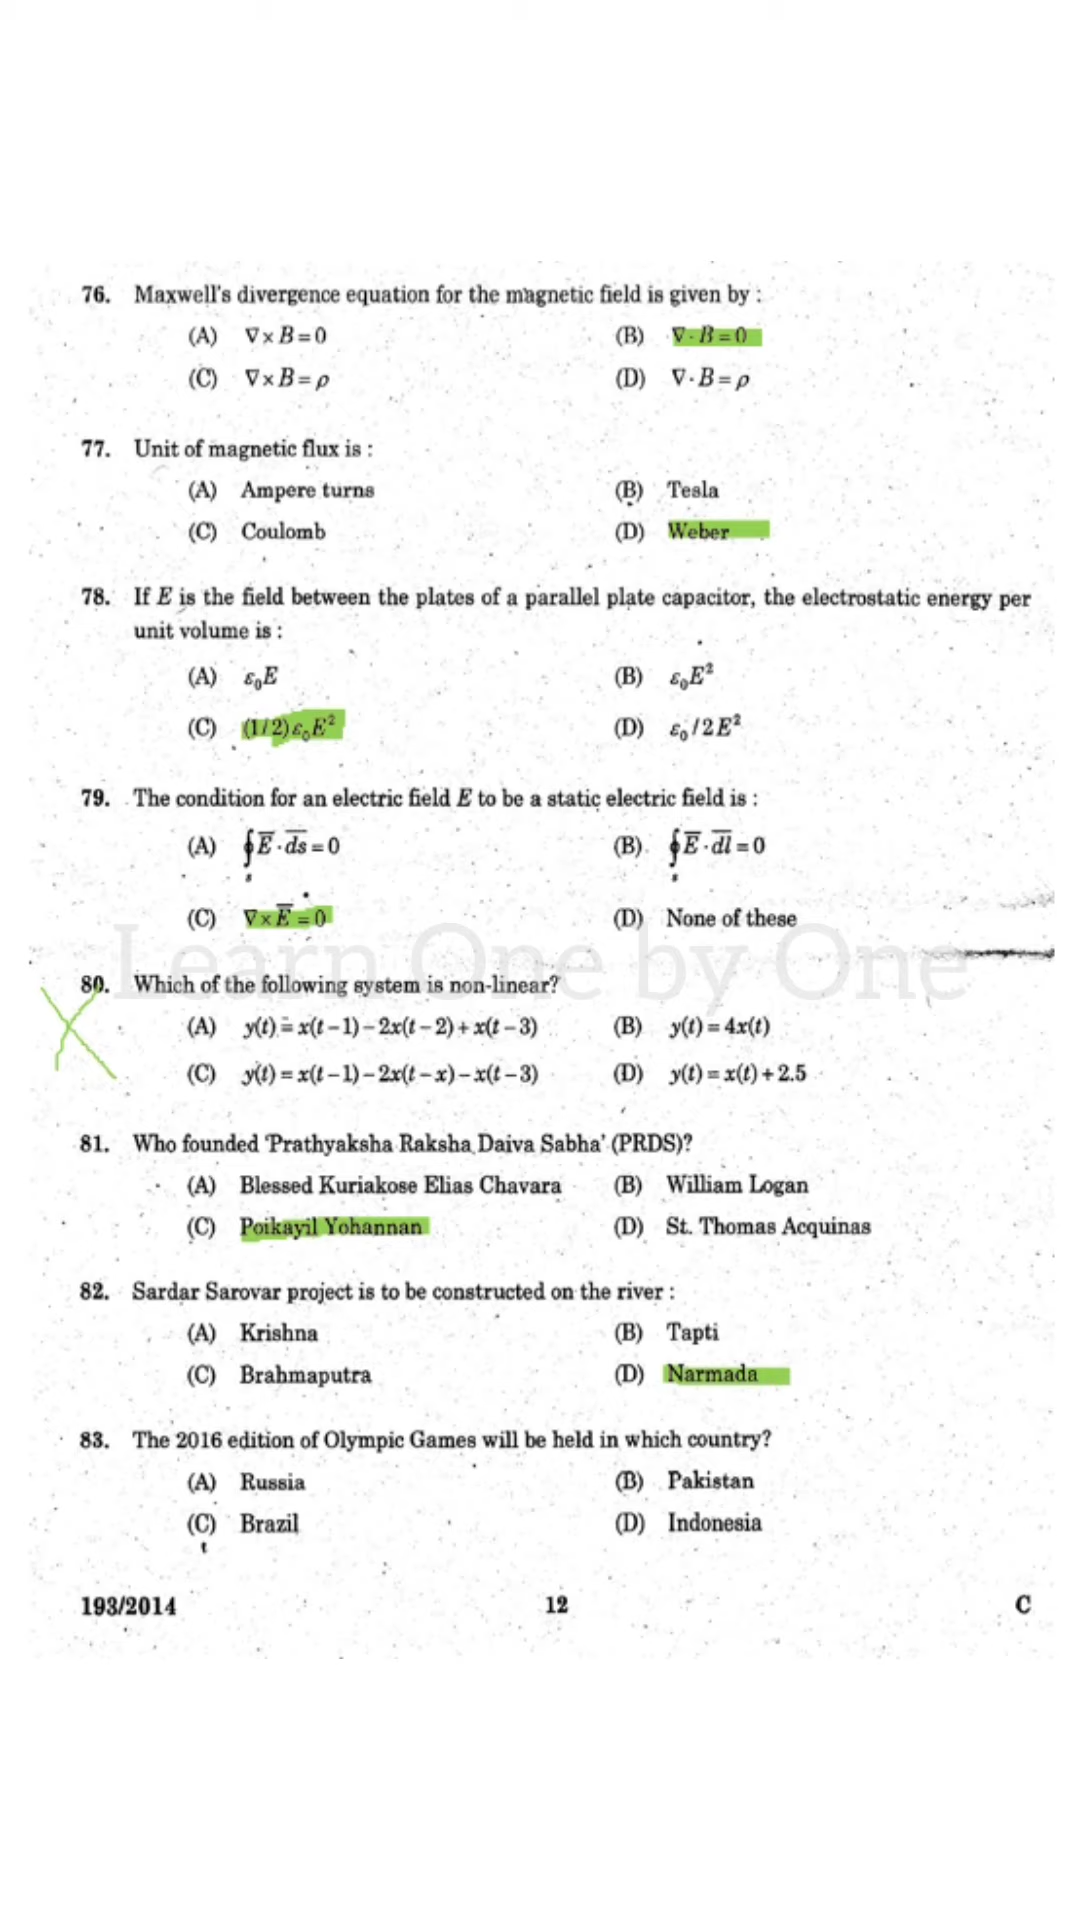 76. Maxwell's divergence equation for the magnetic field is given by :
(A) ∇×B=0 (B) ∇·B=0
(C) ∇×B=ρ (D) ∇·B=ρ
77. Unit of magnetic flux is :
(A) Ampere turns (B) Tesla
(C) Coulomb (D) Weber
78. If E is the field between the plates of a parallel plate capacitor, the electrostatic energy per
unit volume is :
(A) ε₀E (B) ε₀E²
(C) (1/2)ε₀E² (D) ε₀/2E²
79. The condition for an electric field E to be a static electric field is :
(A) ∮ₛ E̅·d̅s̅=0 (B) ∮ₛ E̅·d̅l̅=0
(C) ∇×E̅=0 (D) None of these
Learn One by One
80. Which of the following system is non-linear?
(A) y(t)=x(t−1)−2x(t−2)+x(t−3) (B) y(t)=4x(t)
(C) y(t)=x(t−1)−2x(t−x)−x(t−3) (D) y(t)=x(t)+2.5
81. Who founded 'Prathyaksha Raksha Daiva Sabha' (PRDS)?
(A) Blessed Kuriakose Elias Chavara (B) William Logan
(C) Poikayil Yohannan (D) St. Thomas Acquinas
82. Sardar Sarovar project is to be constructed on the river :
(A) Krishna (B) Tapti
(C) Brahmaputra (D) Narmada
83. The 2016 edition of Olympic Games will be held in which country?
(A) Russia (B) Pakistan
(C) Brazil (D) Indonesia
193/2014 12 C